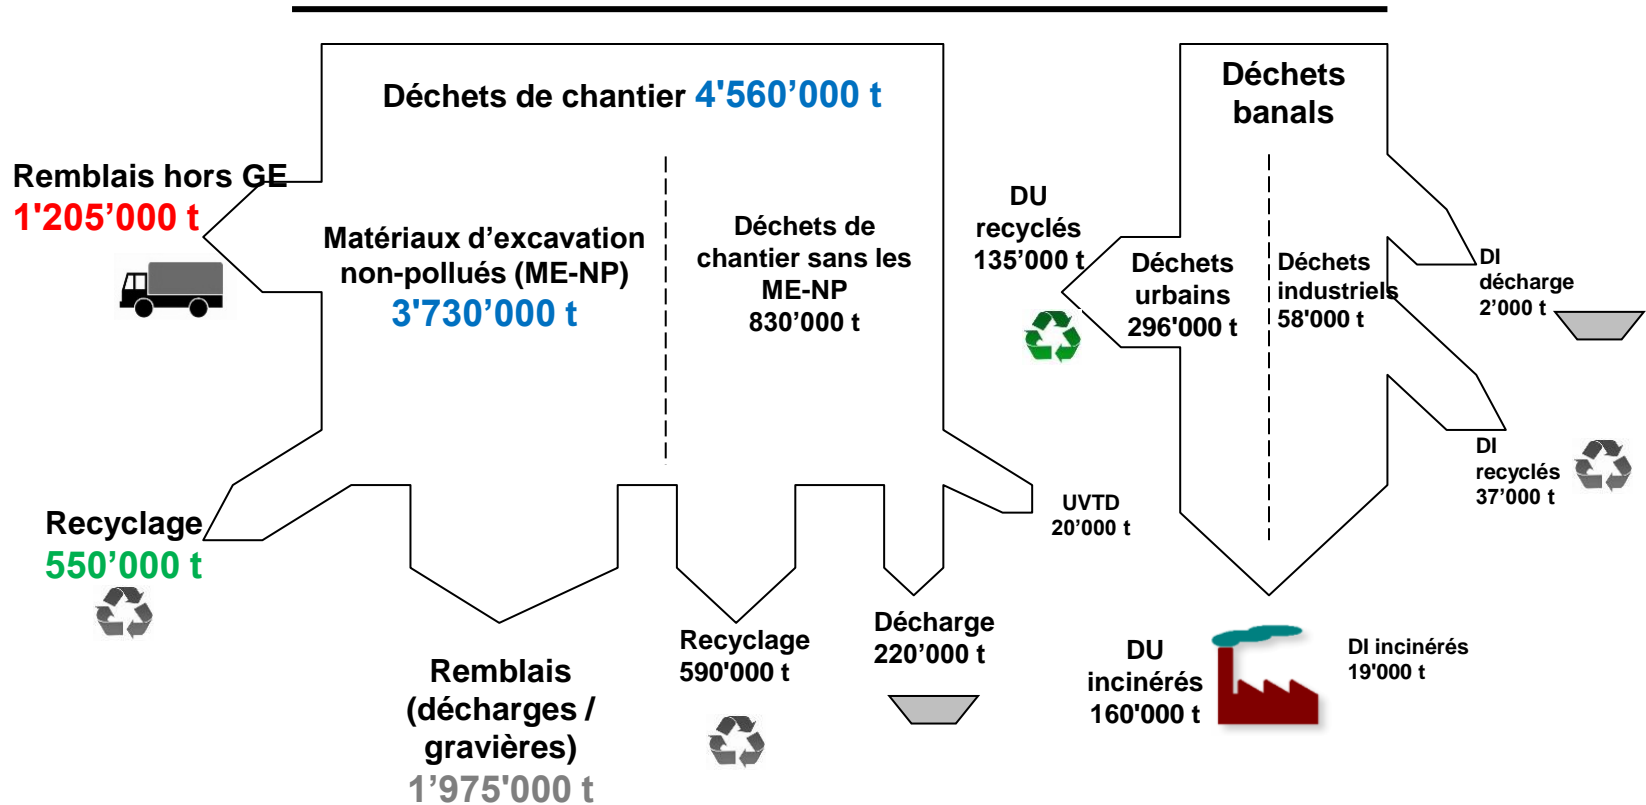 Déchets de chantier 4'560’000 t
Remblais hors GE
1'205’000 t
Matériaux d’excavation
non-pollués (ME-NP)
3’730’000 t
Déchets de
chantier sans les
ME-NP
830’000 t
Recyclage
550’000 t
Remblais
(décharges /
gravières)
1’975'000 t
Recyclage
590'000 t
Décharge
220’000 t
UVTD
20’000 t
Déchets
banals
DU
recyclés
135’000 t
Déchets
urbains
296'000 t
Déchets
industriels
58'000 t
DI
décharge
2’000 t
DI
recyclés
37’000 t
DU
incinérés
160'000 t
DI incinérés
19'000 t